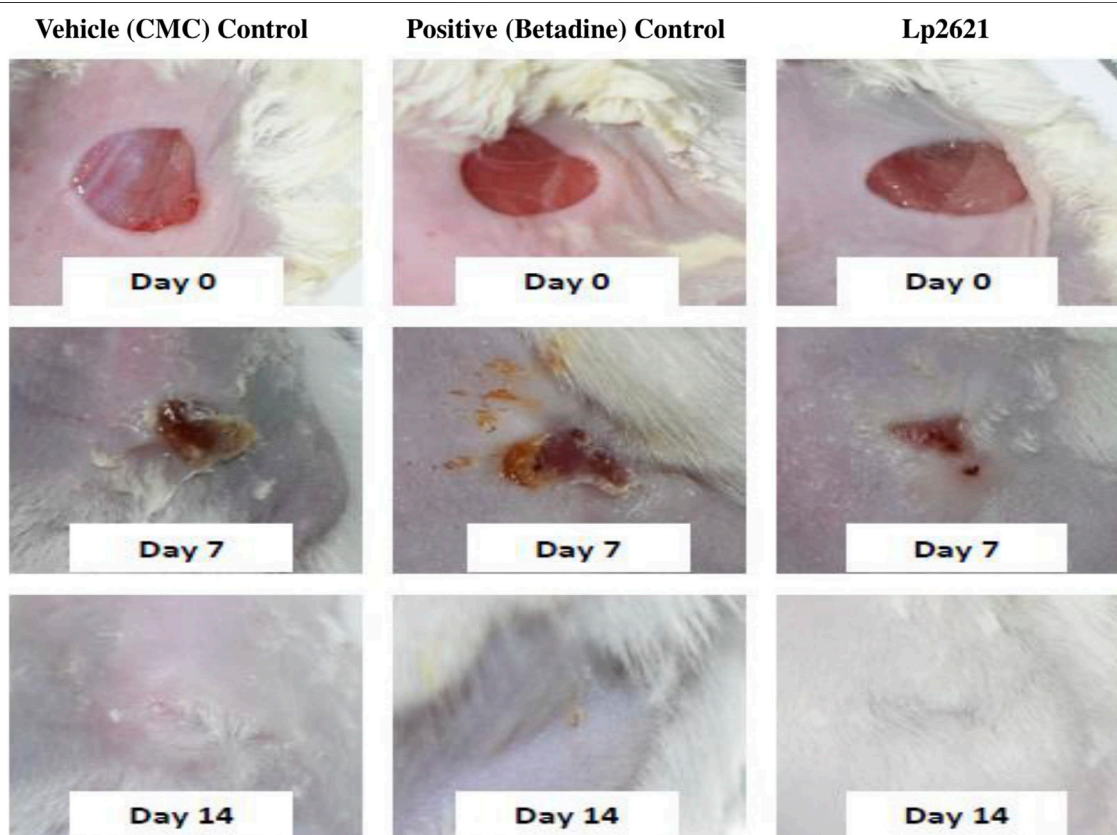 Vehicle (CMC) Control
Positive (Betadine) Control
Lp2621
Day 0
Day 0
Day 0
Day 7
Day 7
Day 7
Day 14
Day 14
Day 14